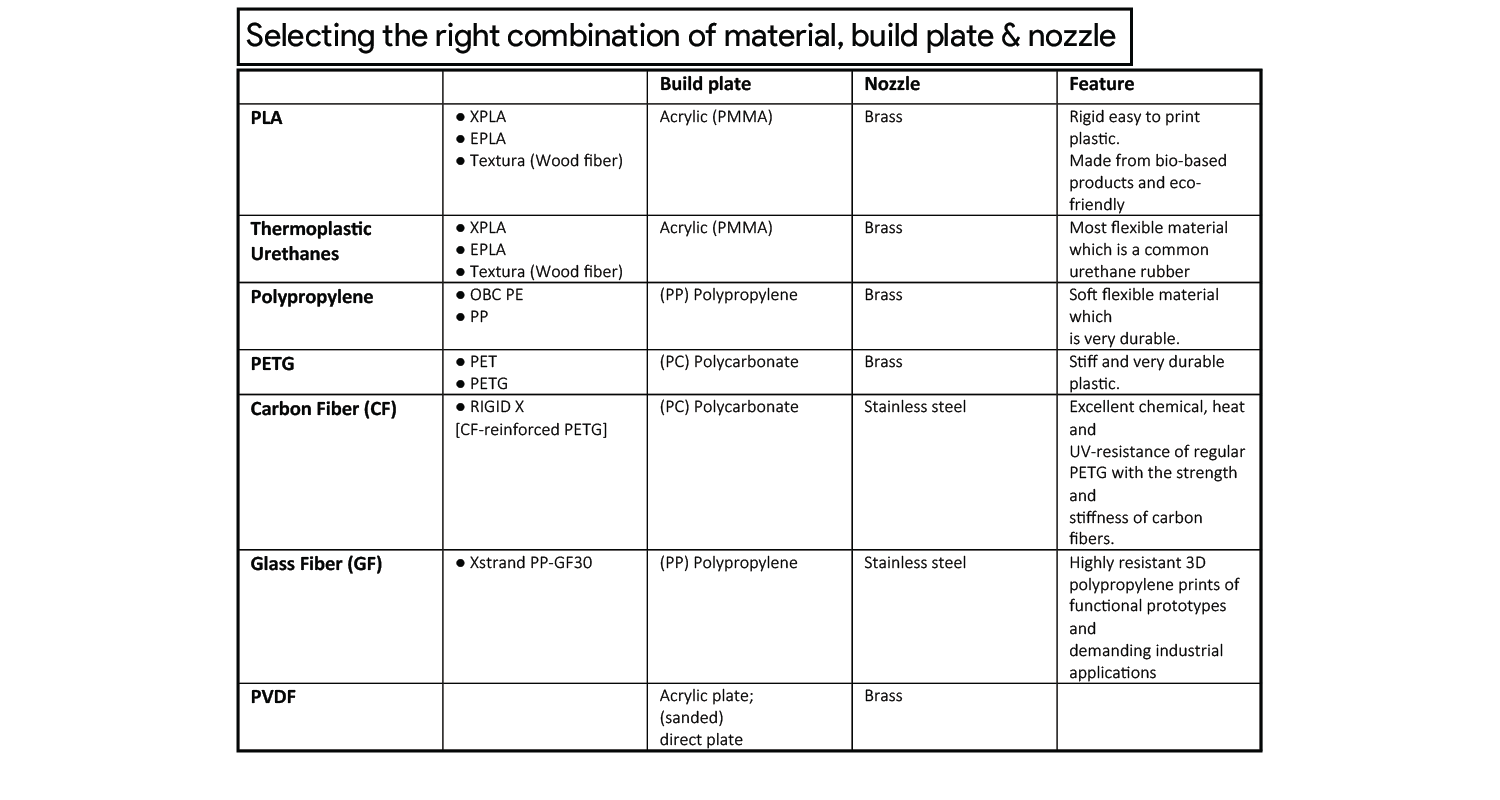 Selecting the right combination of material, build plate & nozzle
Build plate
Nozzle
Feature
PLA
● XPLA
● EPLA
● Textura (Wood fiber)
Acrylic (PMMA)
Brass
Rigid easy to print
plastic.
Made from bio-based
products and eco-
friendly
Thermoplastic
Urethanes
● XPLA
● EPLA
● Textura (Wood fiber)
Acrylic (PMMA)
Brass
Most flexible material
which is a common
urethane rubber
Polypropylene
● OBC PE
● PP
(PP) Polypropylene
Brass
Soft flexible material
which
is very durable.
PETG
● PET
● PETG
(PC) Polycarbonate
Brass
Stiff and very durable
plastic.
Carbon Fiber (CF)
● RIGID X
[CF-reinforced PETG]
(PC) Polycarbonate
Stainless steel
Excellent chemical, heat
and
UV-resistance of regular
PETG with the strength
and
stiffness of carbon
fibers.
Glass Fiber (GF)
● Xstrand PP-GF30
(PP) Polypropylene
Stainless steel
Highly resistant 3D
polypropylene prints of
functional prototypes
and
demanding industrial
applications
PVDF
Acrylic plate;
(sanded)
direct plate
Brass